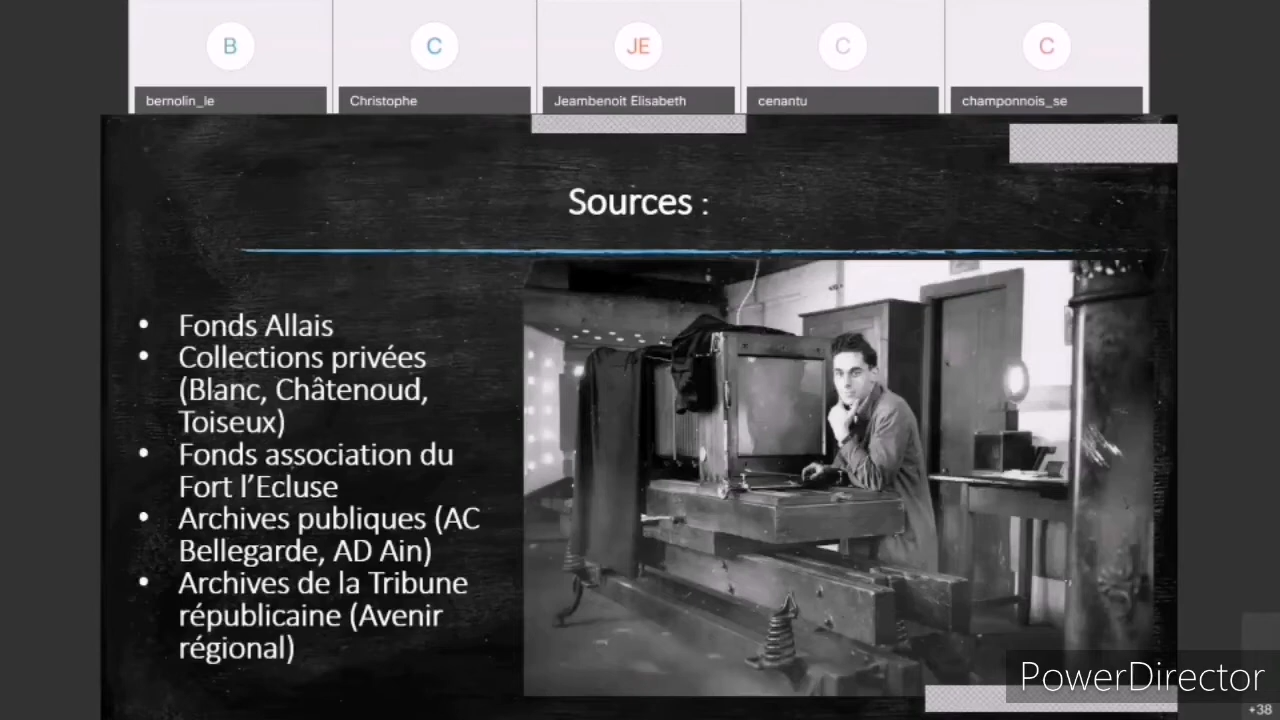 B
C
JE
C
C
bernolin_le
Christophe
Jeambenoit Elisabeth
cenantu
champonnois_se
Sources :
• Fonds Allais
• Collections privées
(Blanc, Châtenoud,
Toiseux)
• Fonds association du
Fort l’Ecluse
• Archives publiques (AC
Bellegarde, AD Ain)
• Archives de la Tribune
républicaine (Avenir
régional)
PowerDirector
+38